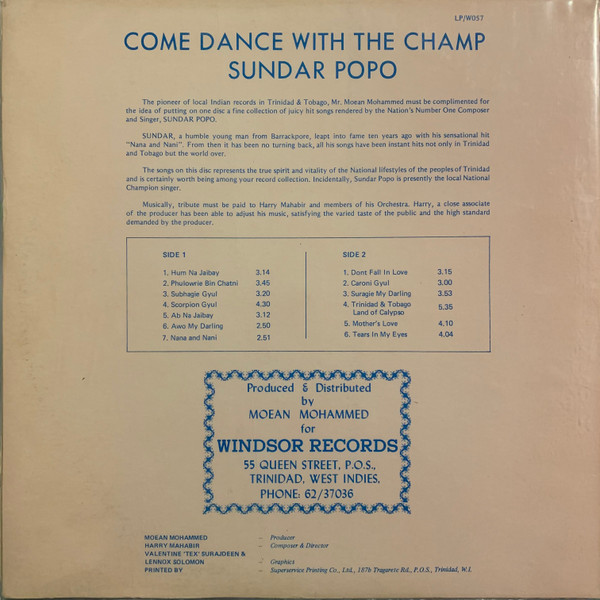 LP/W057
COME DANCE WITH THE CHAMP
SUNDAR POPO
The pioneer of local Indian records in Trinidad & Tobago, Mr. Moean Mohammed must be complimented for
the idea of putting on one disc a fine collection of juicy hit songs rendered by the Nation's Number One Composer
and Singer, SUNDAR POPO.
SUNDAR, a humble young man from Barrackpore, leapt into fame ten years ago with his sensational hit
"Nana and Nani". From then it has been no turning back, all his songs have been instant hits not only in Trinidad
and Tobago but the world over.
The songs on this disc represents the true spirit and vitality of the National lifestyles of the peoples of Trinidad
and is certainly worth being among your record collection. Incidentally, Sundar Popo is presently the local National
Champion singer.
Musically, tribute must be paid to Harry Mahabir and members of his Orchestra. Harry, a close associate
of the producer has been able to adjust his music, satisfying the varied taste of the public and the high standard
demanded by the producer.
SIDE 1
1. Hum Na Jaibay 3.14
2. Phulowrie Bin Chatni 3.45
3. Subhagie Gyul 3.20
4. Scorpion Gyul 4.30
5. Ab Na Jaibay 3.12
6. Awo My Darling 2.50
7. Nana and Nani 2.51
SIDE 2
1. Dont Fall In Love 3.15
2. Caroni Gyul 3.00
3. Suragie My Darling 3.53
4. Trinidad & Tobago
Land of Calypso 5.35
5. Mother's Love 4.10
6. Tears In My Eyes 4.04
Produced & Distributed
by
MOEAN MOHAMMED
for
WINDSOR RECORDS
55 QUEEN STREET, P.O.S.,
TRINIDAD, WEST INDIES.
PHONE: 62/37036
MOEAN MOHAMMED – Producer
HARRY MAHABIR – Composer & Director
VALENTINE 'TEX' SURAJDEEN &
LENNOX SOLOMON – Graphics
PRINTED BY – Superservice Printing Co., Ltd., 187b Tragarete Rd., P.O.S., Trinidad, W.I.